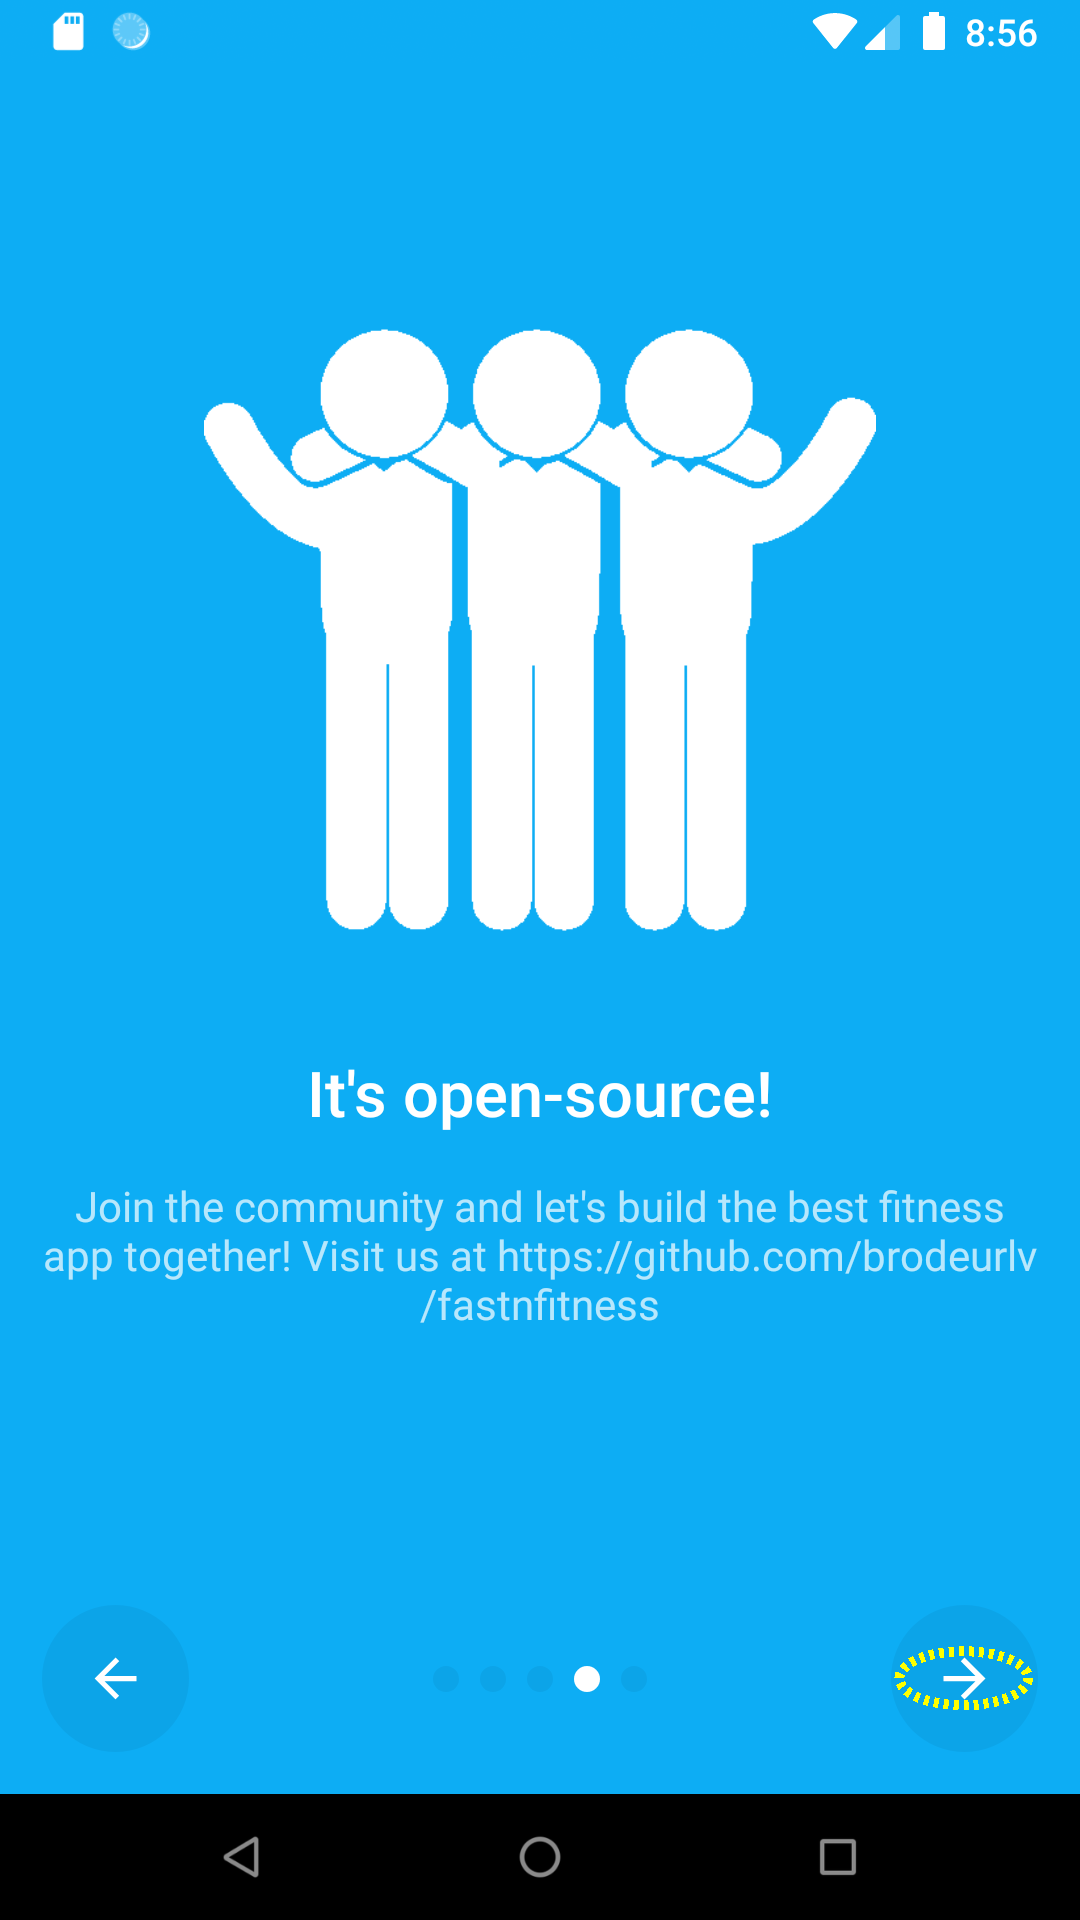 8:56
It's open-source!
Join the community and let's build the best fitness
app together! Visit us at https://github.com/brodeurlv
/fastnfitness